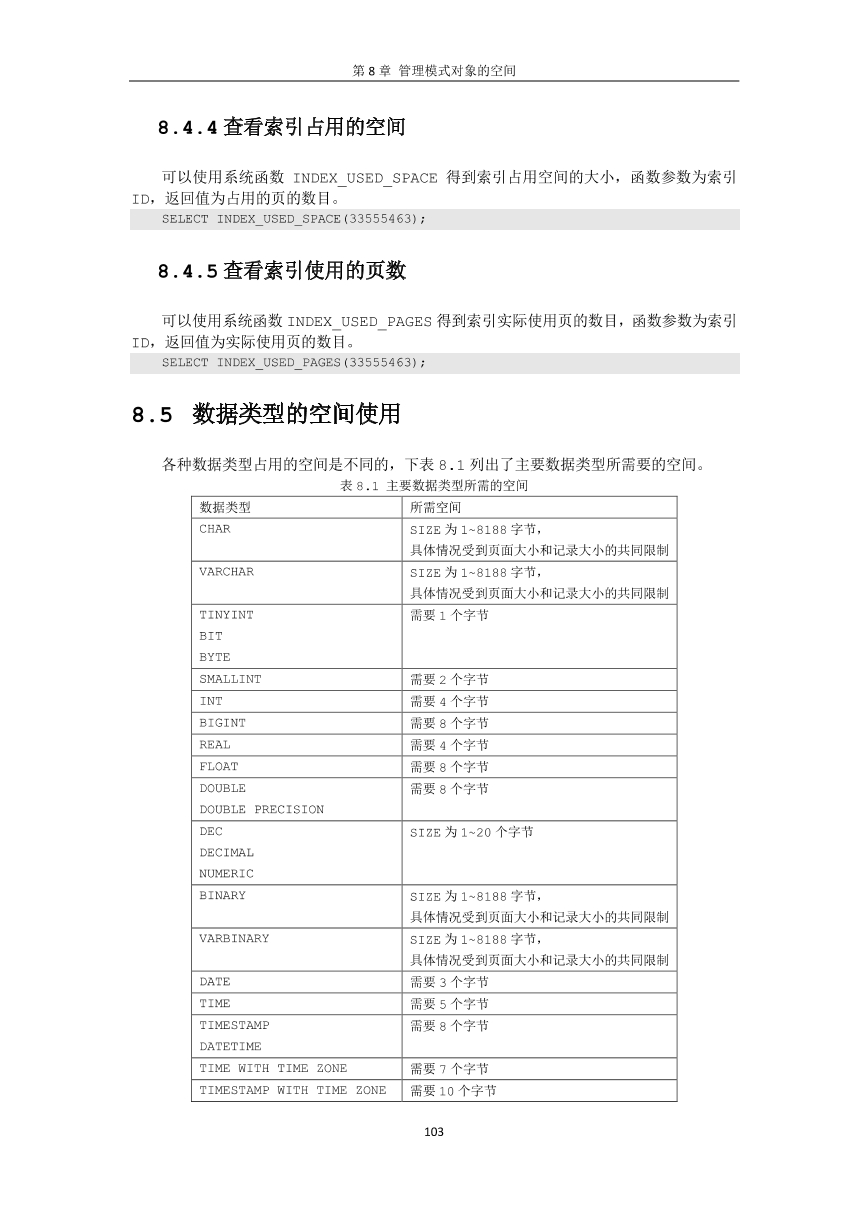 第 8 章 管理模式对象的空间
8.4.4 查看索引占用的空间
可以使用系统函数 INDEX_USED_SPACE 得到索引占用空间的大小，函数参数为索引
ID，返回值为占用的页的数目。
SELECT INDEX_USED_SPACE(33555463);
8.4.5 查看索引使用的页数
可以使用系统函数 INDEX_USED_PAGES 得到索引实际使用页的数目，函数参数为索引
ID，返回值为实际使用页的数目。
SELECT INDEX_USED_PAGES(33555463);
8.5 数据类型的空间使用
各种数据类型占用的空间是不同的，下表 8.1 列出了主要数据类型所需要的空间。
表 8.1 主要数据类型所需的空间
数据类型 所需空间
CHAR SIZE 为 1~8188 字节，
具体情况受到页面大小和记录大小的共同限制
VARCHAR SIZE 为 1~8188 字节，
具体情况受到页面大小和记录大小的共同限制
TINYINT 需要 1 个字节
BIT
BYTE
SMALLINT 需要 2 个字节
INT 需要 4 个字节
BIGINT 需要 8 个字节
REAL 需要 4 个字节
FLOAT 需要 8 个字节
DOUBLE 需要 8 个字节
DOUBLE PRECISION
DEC SIZE 为 1~20 个字节
DECIMAL
NUMERIC
BINARY SIZE 为 1~8188 字节，
具体情况受到页面大小和记录大小的共同限制
VARBINARY SIZE 为 1~8188 字节，
具体情况受到页面大小和记录大小的共同限制
DATE 需要 3 个字节
TIME 需要 5 个字节
TIMESTAMP 需要 8 个字节
DATETIME
TIME WITH TIME ZONE 需要 7 个字节
TIMESTAMP WITH TIME ZONE 需要 10 个字节
103